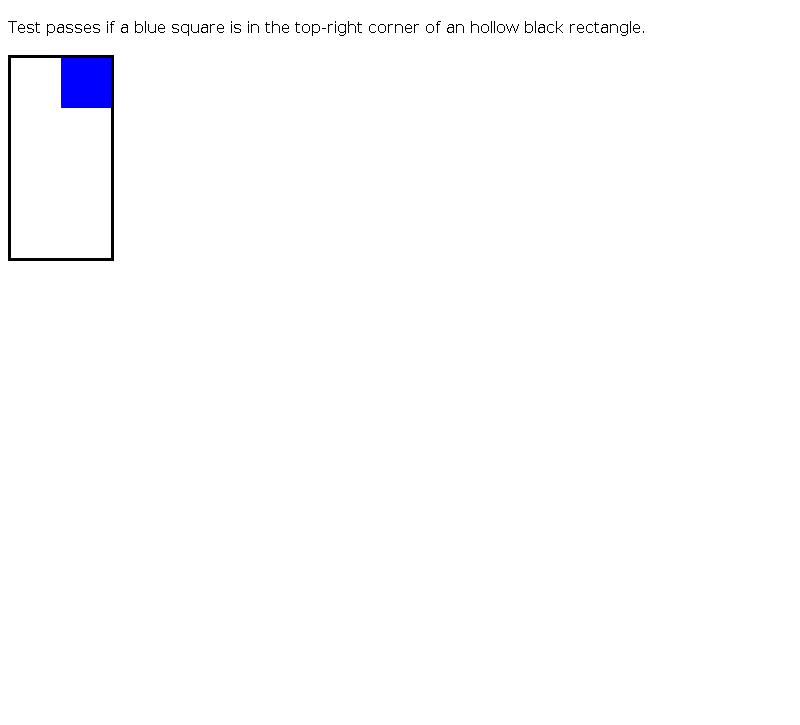 Test passes if a blue square is in the top-right corner of an hollow black rectangle.